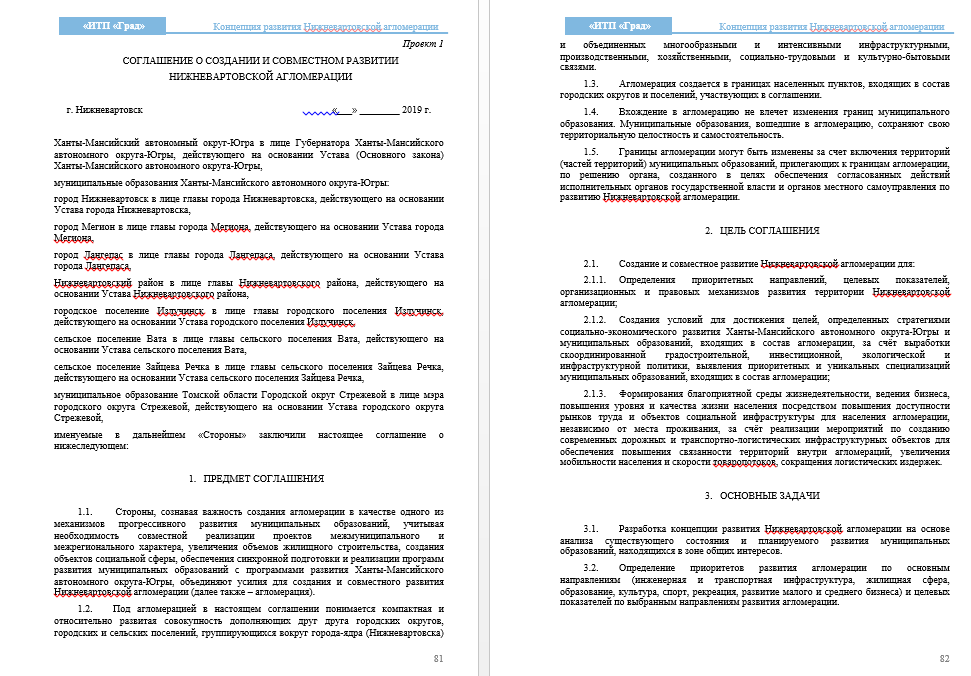 «ИТП «Град» Концепция развития Нижневартовской агломерации
Проект 1
СОГЛАШЕНИЕ О СОЗДАНИИ И СОВМЕСТНОМ РАЗВИТИИ
НИЖНЕВАРТОВСКОЙ АГЛОМЕРАЦИИ
г. Нижневартовск «___» ________ 2019 г.
Ханты-Мансийский автономный округ-Югра в лице Губернатора Ханты-Мансийского
автономного округа-Югры, действующего на основании Устава (Основного закона)
Ханты-Мансийского автономного округа-Югры,
муниципальные образования Ханты-Мансийского автономного округа-Югры:
город Нижневартовск в лице главы города Нижневартовска, действующего на основании
Устава города Нижневартовска,
город Мегион в лице главы города Мегиона, действующего на основании Устава города
Мегиона,
город Лангепас в лице главы города Лангепаса, действующего на основании Устава
города Лангепаса,
Нижневартовский район в лице главы Нижневартовского района, действующего на
основании Устава Нижневартовского района,
городское поселение Излучинск в лице главы городского поселения Излучинск,
действующего на основании Устава городского поселения Излучинск,
сельское поселение Вата в лице главы сельского поселения Вата, действующего на
основании Устава сельского поселения Вата,
сельское поселение Зайцева Речка в лице главы сельского поселения Зайцева Речка,
действующего на основании Устава сельского поселения Зайцева Речка,
муниципальное образование Томской области Городской округ Стрежевой в лице мэра
городского округа Стрежевой, действующего на основании Устава городского округа
Стрежевой,
именуемые в дальнейшем «Стороны» заключили настоящее соглашение о
нижеследующем:
1. ПРЕДМЕТ СОГЛАШЕНИЯ
1.1. Стороны, сознавая важность создания агломерации в качестве одного из
механизмов прогрессивного развития муниципальных образований, учитывая
необходимость совместной реализации проектов межмуниципального и
межрегионального характера, увеличения объемов жилищного строительства, создания
объектов социальной сферы, обеспечения синхронной подготовки и реализации программ
развития муниципальных образований с программами развития Ханты-Мансийского
автономного округа-Югры, объединяют усилия для создания и совместного развития
Нижневартовской агломерации (далее также – агломерация).
1.2. Под агломерацией в настоящем соглашении понимается компактная и
относительно развитая совокупность дополняющих друг друга городских округов,
городских и сельских поселений, группирующихся вокруг города-ядра (Нижневартовска)
81
«ИТП «Град» Концепция развития Нижневартовской агломерации
и объединенных многообразными и интенсивными инфраструктурными,
производственными, хозяйственными, социально-трудовыми и культурно-бытовыми
связями.
1.3. Агломерация создается в границах населенных пунктов, входящих в состав
городских округов и поселений, участвующих в соглашении.
1.4. Вхождение в агломерацию не влечет изменения границ муниципального
образования. Муниципальные образования, вошедшие в агломерацию, сохраняют свою
территориальную целостность и самостоятельность.
1.5. Границы агломерации могут быть изменены за счет включения территорий
(частей территорий) муниципальных образований, прилегающих к границам агломерации,
по решению органа, созданного в целях обеспечения согласованных действий
исполнительных органов государственной власти и органов местного самоуправления по
развитию Нижневартовской агломерации.
2. ЦЕЛЬ СОГЛАШЕНИЯ
2.1. Создание и совместное развитие Нижневартовской агломерации для:
2.1.1. Определения приоритетных направлений, целевых показателей,
организационных и правовых механизмов развития территории Нижневартовской
агломерации;
2.1.2. Создания условий для достижения целей, определенных стратегиями
социально-экономического развития Ханты-Мансийского автономного округа-Югры и
муниципальных образований, входящих в состав агломерации, за счёт выработки
скоординированной градостроительной, инвестиционной, экологической и
инфраструктурной политики, выявления приоритетных и уникальных специализаций
муниципальных образований, входящих в состав агломерации;
2.1.3. Формирования благоприятной среды жизнедеятельности, ведения бизнеса,
повышения уровня и качества жизни населения посредством повышения доступности
рынков труда и объектов социальной инфраструктуры для населения агломерации,
независимо от места проживания, за счёт реализации мероприятий по созданию
современных дорожных и транспортно-логистических инфраструктурных объектов для
обеспечения повышения связанности территорий внутри агломераций, увеличения
мобильности населения и скорости товаропотоков, сокращения логистических издержек.
3. ОСНОВНЫЕ ЗАДАЧИ
3.1. Разработка концепции развития Нижневартовской агломерации на основе
анализа существующего состояния и планируемого развития муниципальных
образований, находящихся в зоне общих интересов.
3.2. Определение приоритетов развития агломерации по основным
направлениям (инженерная и транспортная инфраструктура, жилищная сфера,
образование, культура, спорт, рекреация, развитие малого и среднего бизнеса) и целевых
показателей по выбранным направлениям развития агломерации.
82